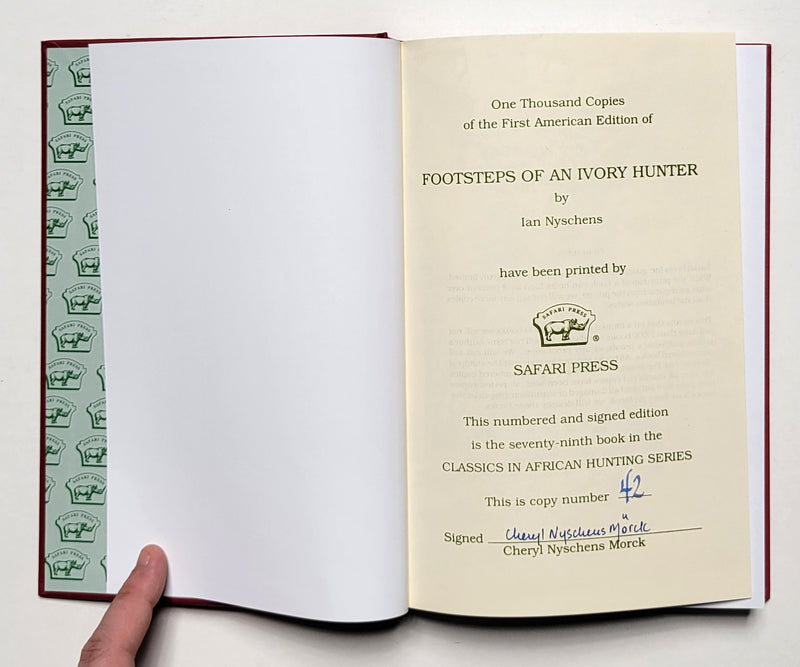 One Thousand Copies
of the First American Edition of
FOOTSTEPS OF AN IVORY HUNTER
by
Ian Nyschens
have been printed by
SAFARI PRESS
®
SAFARI PRESS
This numbered and signed edition
is the seventy-ninth book in the
CLASSICS IN AFRICAN HUNTING SERIES
This is copy number 42
Signed Cheryl Nyschens Mörck
Cheryl Nyschens Morck